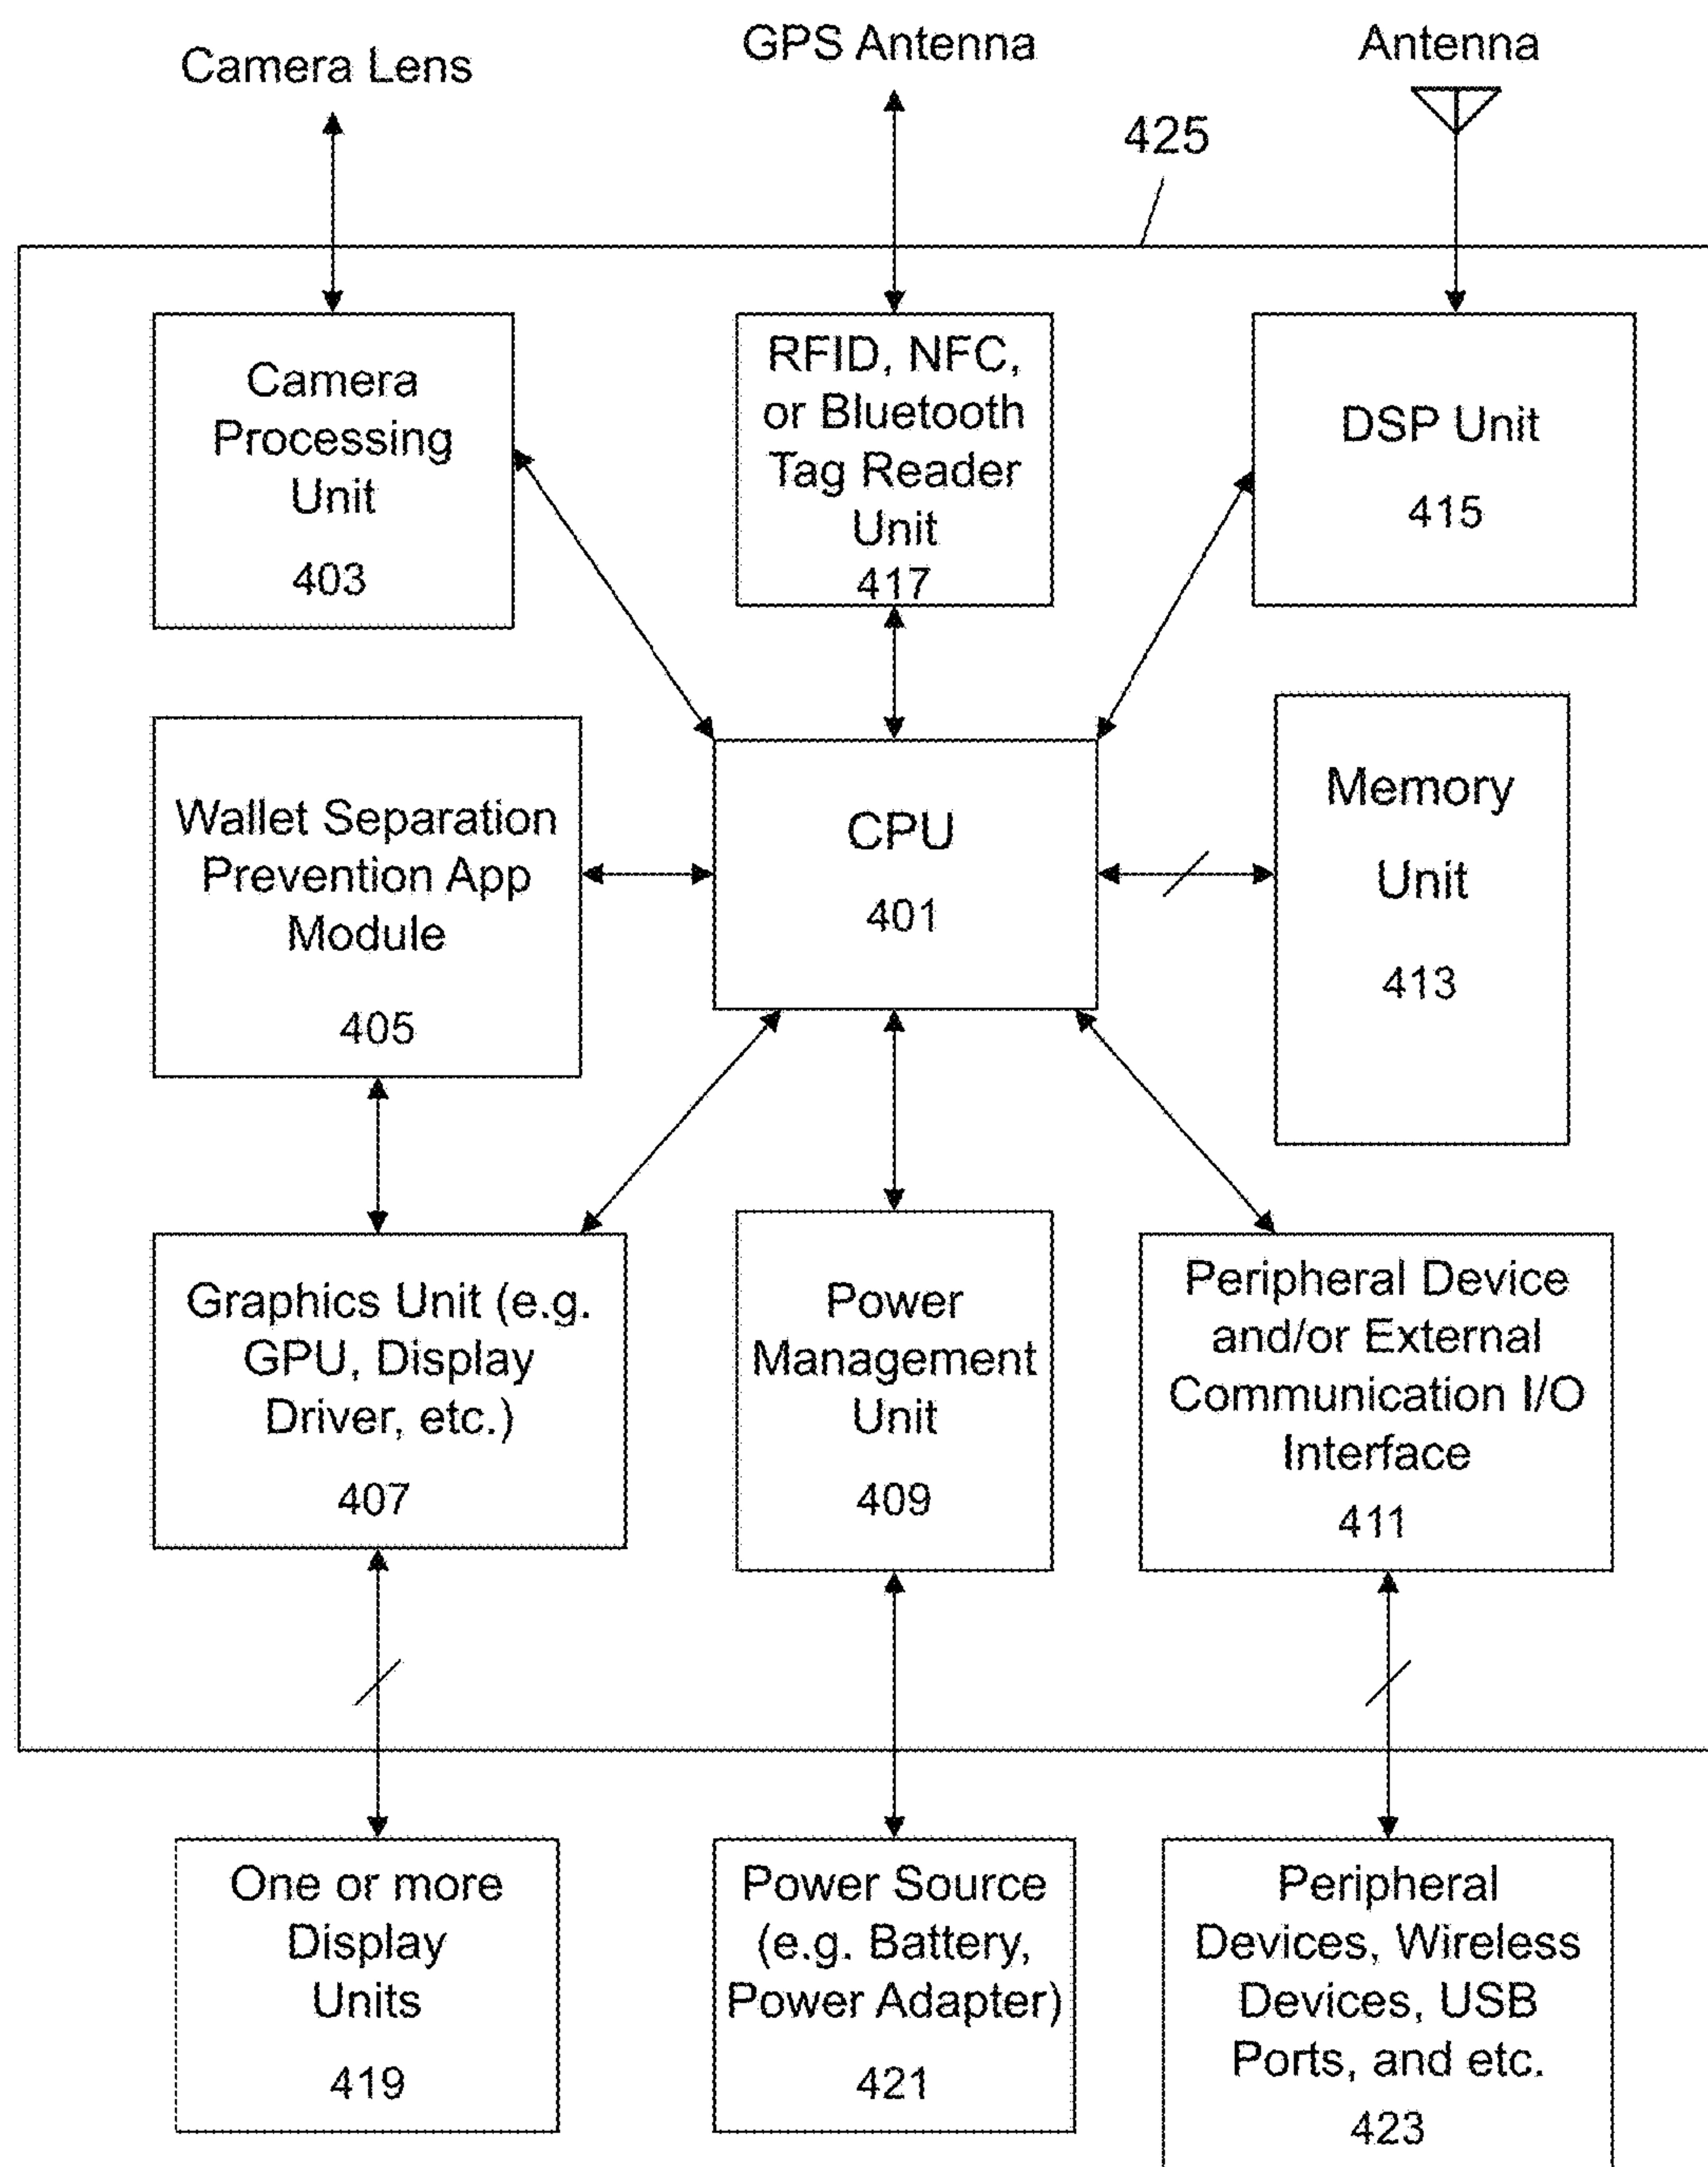 Camera Lens
GPS Antenna
Antenna
425
Camera
Processing
Unit
403
RFID, NFC,
or Bluetooth
Tag Reader
Unit
417
DSP Unit
415
Wallet Separation
Prevention App
Module
405
CPU
401
Memory
Unit
413
Graphics Unit (e.g.
GPU, Display
Driver, etc.)
407
Power
Management
Unit
409
Peripheral Device
and/or External
Communication I/O
Interface
411
One or more
Display
Units
419
Power Source
(e.g. Battery,
Power Adapter)
421
Peripheral
Devices, Wireless
Devices, USB
Ports, and etc.
423